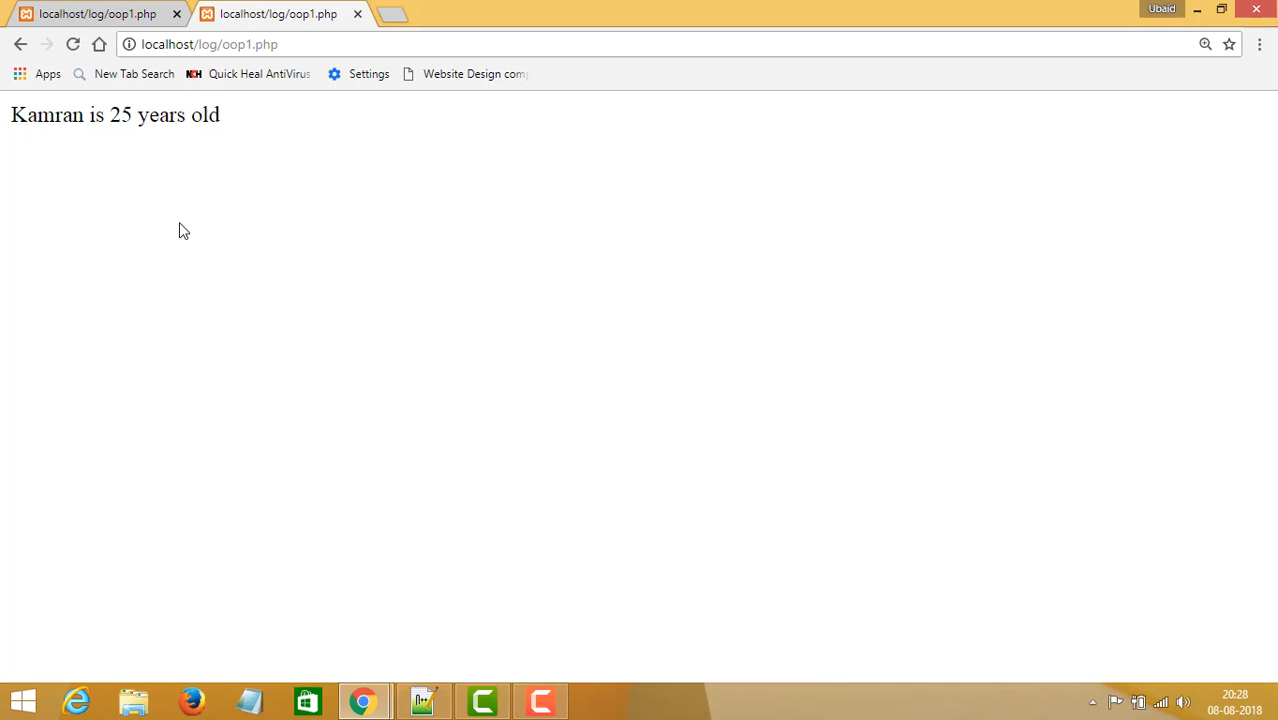 localhost/log/oop1.php
localhost/log/oop1.php
Ubaid
localhost/log/oop1.php
Apps
New Tab Search
NCH Quick Heal AntiVirus
Settings
Website Design com
Kamran is 25 years old
20:28
08-08-2018